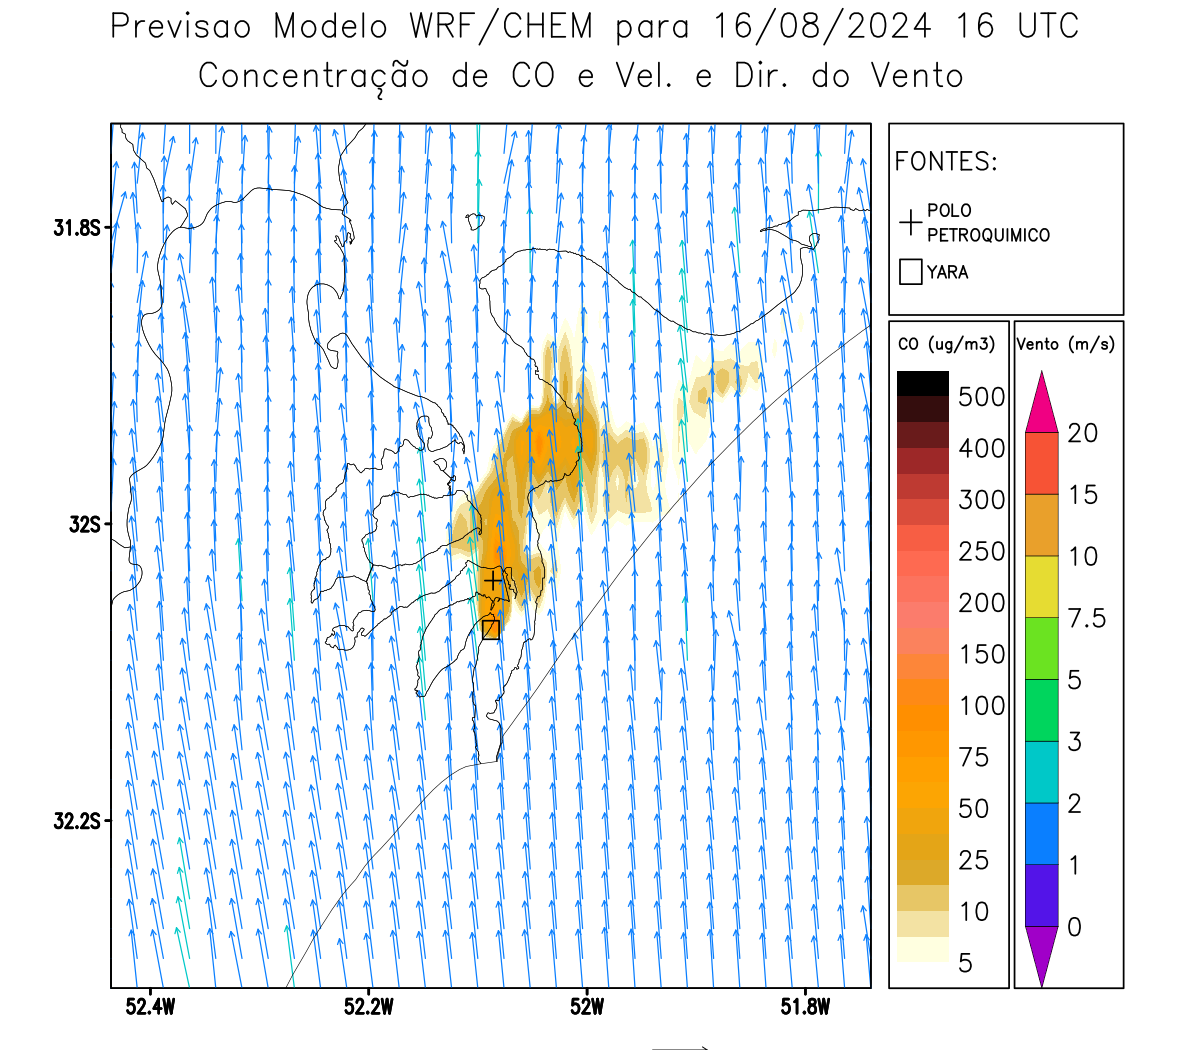 Previsao Modelo WRF/CHEM para 16/08/2024 16 UTC
Concentração de CO e Vel. e Dir. do Vento
FONTES:
POLO
PETROQUIMICO
YARA
CO (ug/m3)
500
400
300
250
200
150
100
75
50
25
10
5
Vento (m/s)
20
15
10
7.5
5
3
2
1
0
31.8S
32S
32.2S
52.4W
52.2W
52W
51.8W